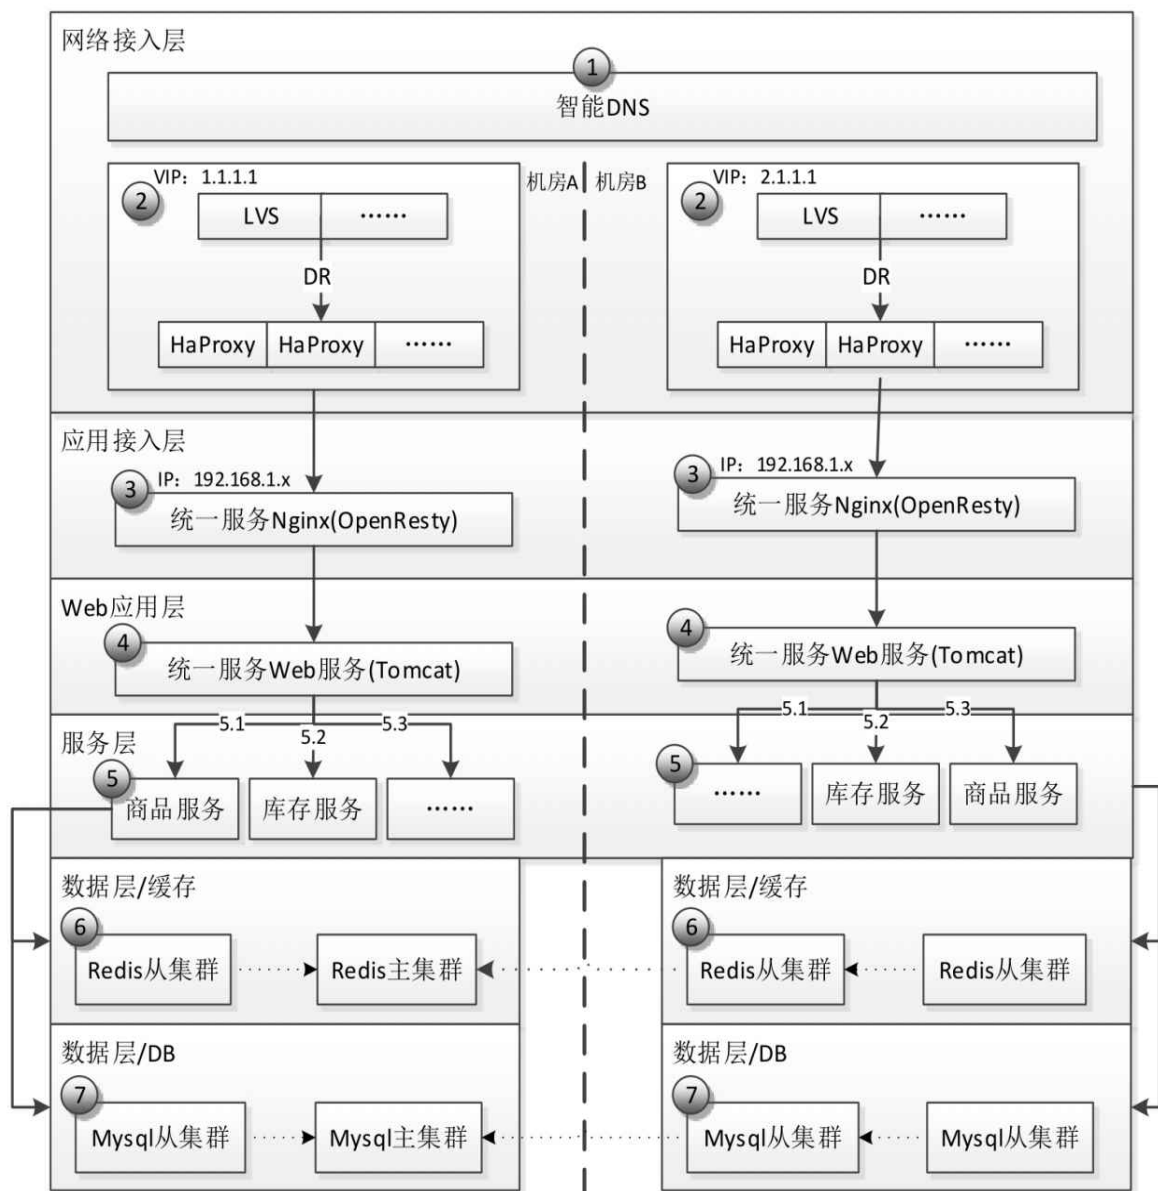 网络接入层
1
智能DNS
VIP：1.1.1.1
机房A
机房B
VIP：2.1.1.1
2
LVS
……
2
LVS
……
DR
DR
HaProxy
HaProxy
……
HaProxy
HaProxy
……
应用接入层
3
IP：192.168.1.x
统一服务Nginx(OpenResty)
3
IP：192.168.1.x
统一服务Nginx(OpenResty)
Web应用层
4
统一服务Web服务(Tomcat)
4
统一服务Web服务(Tomcat)
5.1
5.2
5.3
5.1
5.2
5.3
服务层
5
商品服务
库存服务
……
5
……
库存服务
商品服务
数据层/缓存
数据层/缓存
6
Redis从集群
Redis主集群
6
Redis从集群
Redis从集群
数据层/DB
数据层/DB
7
Mysql从集群
Mysql主集群
7
Mysql从集群
Mysql从集群